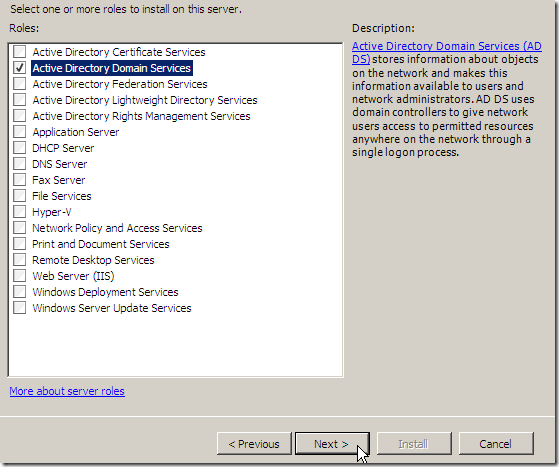 Select one or more roles to install on this server.
Roles:
Active Directory Certificate Services
Active Directory Domain Services
Active Directory Federation Services
Active Directory Lightweight Directory Services
Active Directory Rights Management Services
Application Server
DHCP Server
DNS Server
Fax Server
File Services
Hyper-V
Network Policy and Access Services
Print and Document Services
Remote Desktop Services
Web Server (IIS)
Windows Deployment Services
Windows Server Update Services
More about server roles
Description:
Active Directory Domain Services (AD
DS) stores information about objects
on the network and makes this
information available to users and
network administrators. AD DS uses
domain controllers to give network
users access to permitted resources
anywhere on the network through a
single logon process.
< Previous
Next >
Install
Cancel